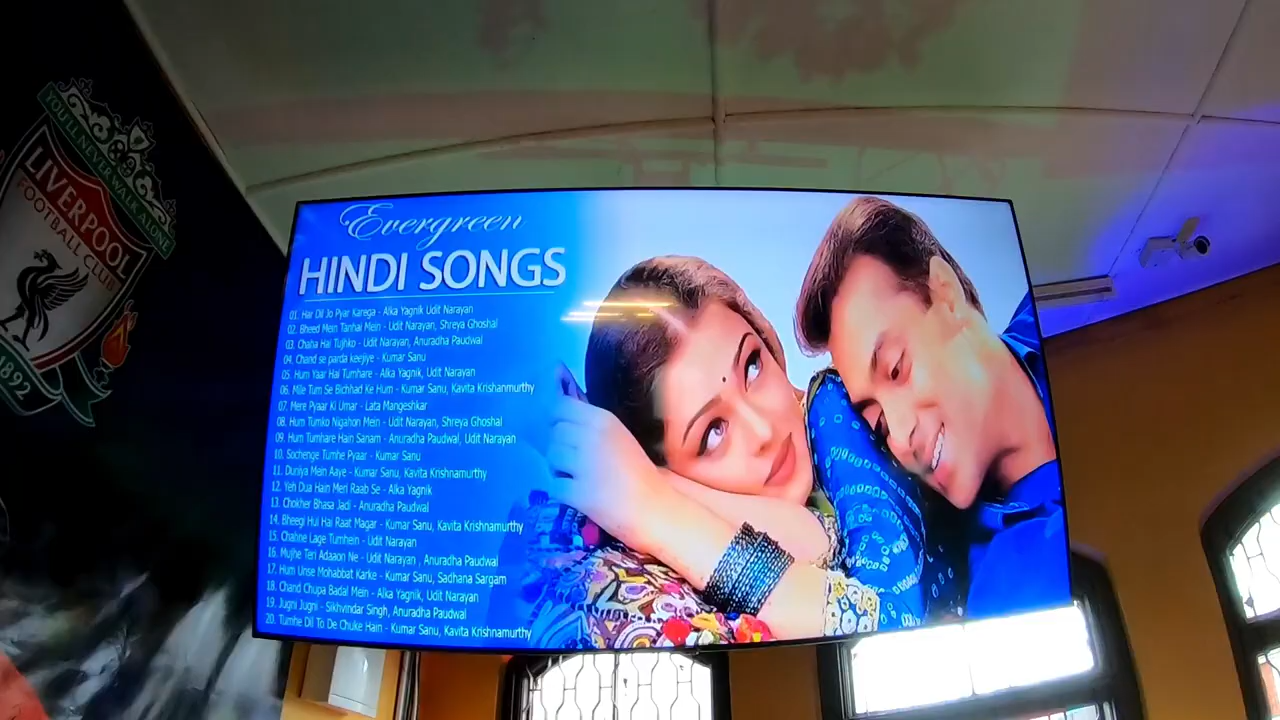 YOU'LL NEVER WALK ALONE
LIVERPOOL
FOOTBALL CLUB
1892
Evergreen
HINDI SONGS
01. Har Dil Jo Pyar Karega - Alka Yagnik Udit Narayan
02. Bheed Mein Tanhai Mein - Udit Narayan, Shreya Ghoshal
03. Chaha Hai Tujhko - Udit Narayan, Anuradha Paudwal
04. Chand se parda keejiye - Kumar Sanu
05. Hum Yaar Hai Tumhare - Alka Yagnik, Udit Narayan
06. Mile Tum Se Bichhad Ke Hum - Kumar Sanu, Kavita Krishanmurthy
07. Mere Pyaar Ki Umar - Lata Mangeshkar
08. Hum Tumko Nigahon Mein - Udit Narayan, Shreya Ghoshal
09. Hum Tumhare Hain Sanam - Anuradha Paudwal, Udit Narayan
10. Sochenge Tumhe Pyaar - Kumar Sanu
11. Duniya Mein Aaye - Kumar Sanu, Kavita Krishnamurthy
12. Yeh Dua Hain Meri Raab Se - Alka Yagnik
13. Chokher Bhasa Jadi - Anuradha Paudwal
14. Bheegi Hui Hai Raat Magar - Kumar Sanu, Kavita Krishnamurthy
15. Chahne Lage Tumhein - Udit Narayan
16. Mujhe Teri Adaaon Ne - Udit Narayan , Anuradha Paudwal
17. Hum Unse Mohabbat Karke - Kumar Sanu, Sadhana Sargam
18. Chand Chupa Badal Mein - Alka Yagnik, Udit Narayan
19. Jugni Jugni - Sikhvindar Singh, Anuradha Paudwal
20. Tumhe Dil To De Chuke Hain - Kumar Sanu, Kavita Krishnamurthy